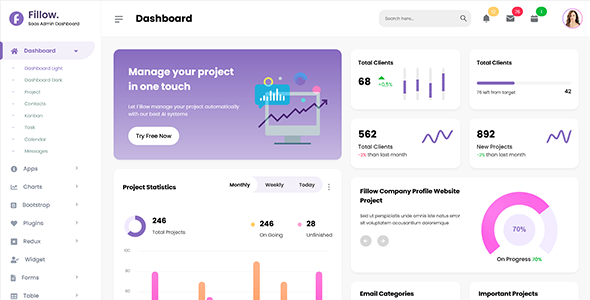 Fillow.
Saas Admin Dashboard
Dashboard
Search here...
Dashboard
Dashboard Light
Dashboard Dark
Project
Contacts
Kanban
Task
Calendar
Messages
Apps
Charts
Bootstrap
Plugins
Redux
Widget
Forms
Table
Manage your project
in one touch
Let Fillow manage your project automatically
with our best AI systems
Try Free Now
Total Clients
68
+0,5%
Total Clients
76 left from target
42
562
Total Clients
-2% than last month
892
New Projects
-2% than last month
Project Statistics
Monthly
Weekly
Today
246
Total Projects
246
On Going
28
Unfinished
100
80
60
Fillow Company Profile Website
Project
Sed ut perspiciatis unde omnis iste natus error
sit voluptatem accusantium doloremque
70%
On Progress 70%
Email Categories
Important Projects